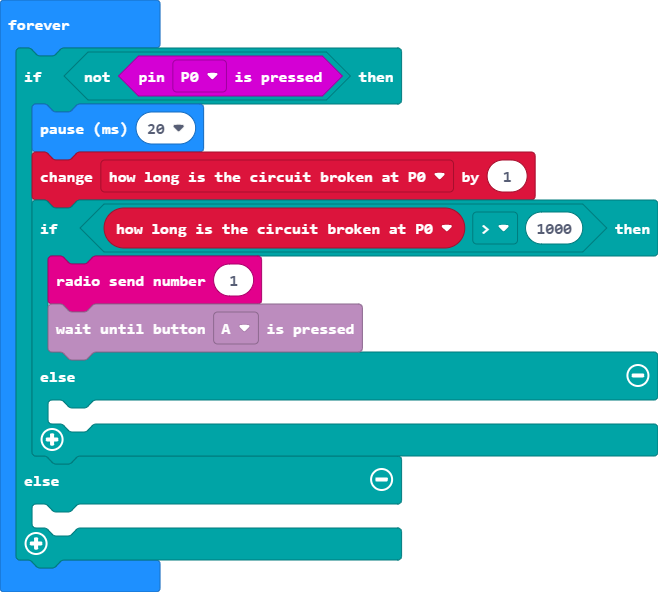 forever
if not pin P0 is pressed then
pause (ms) 20
change how long is the circuit broken at P0 by 1
if how long is the circuit broken at P0 > 1000 then
radio send number 1
wait until button A is pressed
else
else